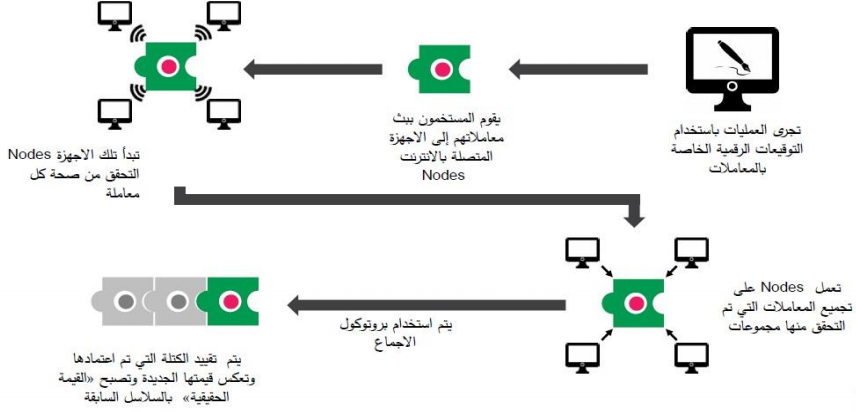 تجرى العمليات باستخدام
التوقيعات الرقمية الخاصة
بالمعاملات
يقوم المستخمون ببث
معاملاتهم إلى الاجهزة
المتصلة بالانترنت
Nodes
تبدأ تلك الاجهزة Nodes
التحقق من صحة كل
معاملة
تعمل Nodes على
تجميع المعاملات التي تم
التحقق منها مجموعات
يتم استخدام بروتوكول
الاجماع
يتم تقييد الكتلة التي تم اعتمادها
وتعكس قيمتها الجديدة وتصبح «القيمة
الحقيقية» بالسلاسل السابقة